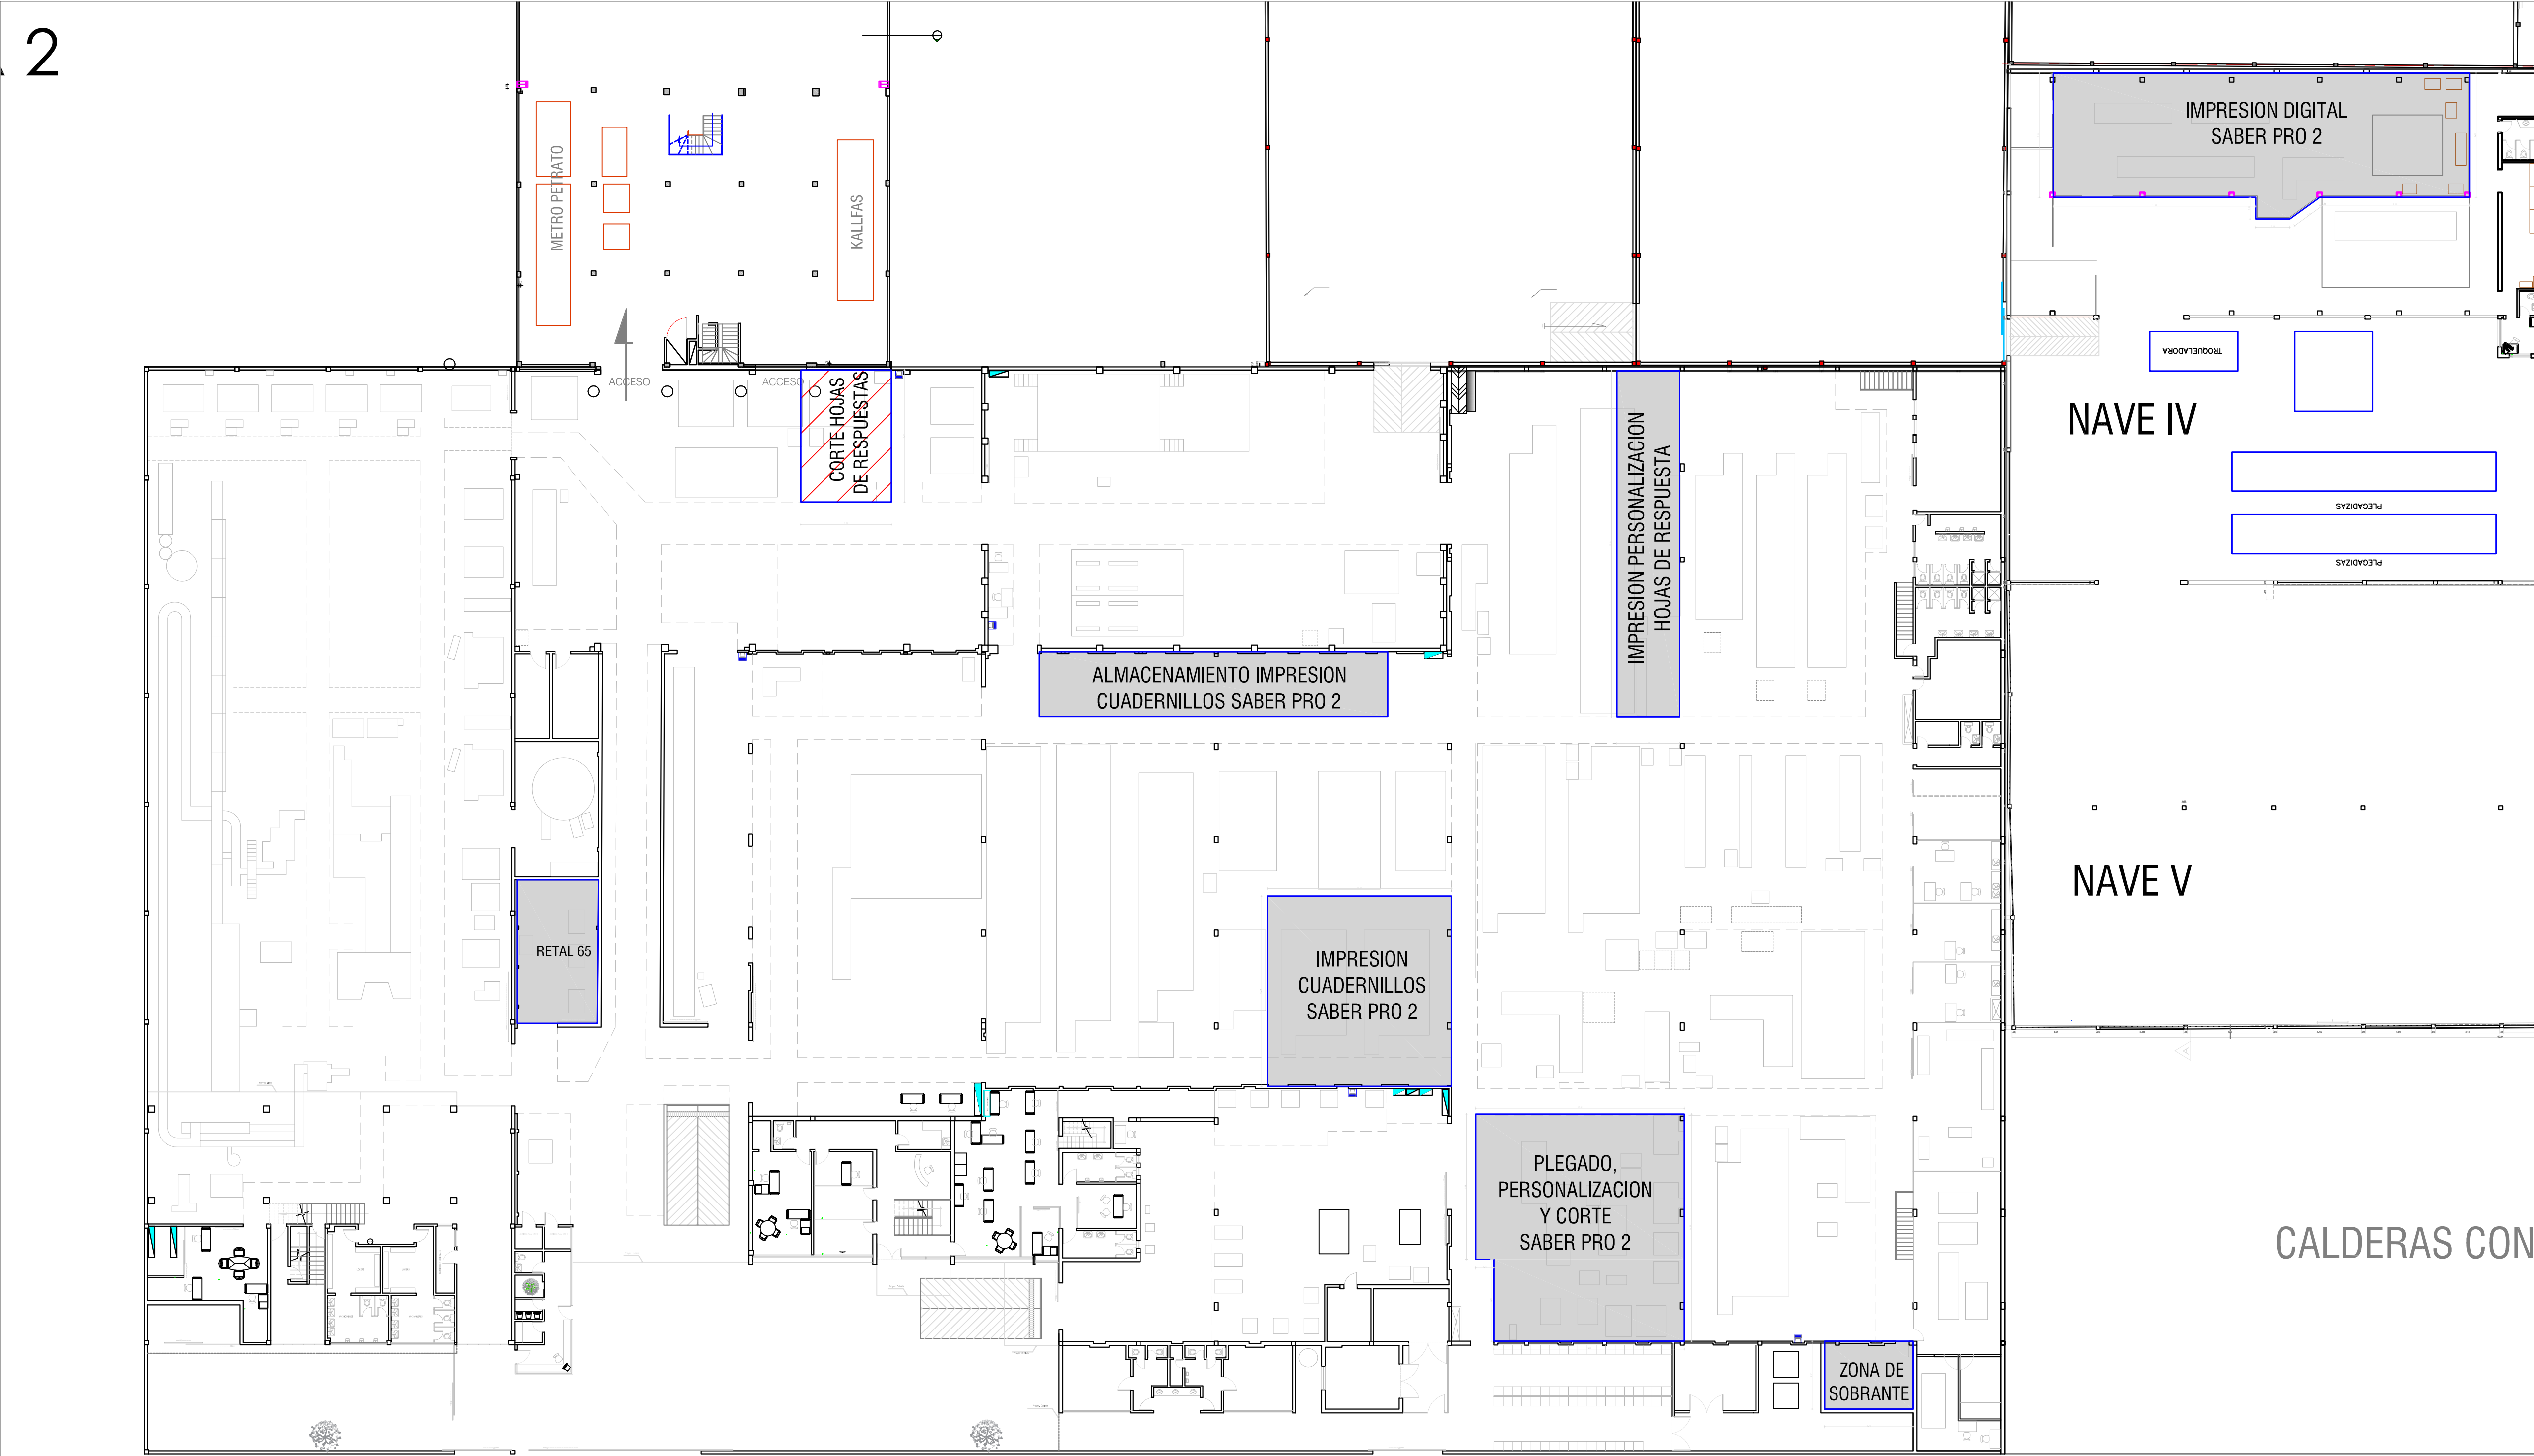 2
METRO PETRATO
KALLFAS
IMPRESION DIGITAL
SABER PRO 2
ACCESO
ACCESO
CORTE HOJAS
DE RESPUESTAS
IMPRESION PERSONALIZACION
HOJAS DE RESPUESTA
TROQUELADORA
NAVE IV
PLEGADIZAS
PLEGADIZAS
ALMACENAMIENTO IMPRESION
CUADERNILLOS SABER PRO 2
NAVE V
RETAL 65
IMPRESION
CUADERNILLOS
SABER PRO 2
PLEGADO,
PERSONALIZACION
Y CORTE
SABER PRO 2
CALDERAS CON
ZONA DE
SOBRANTE